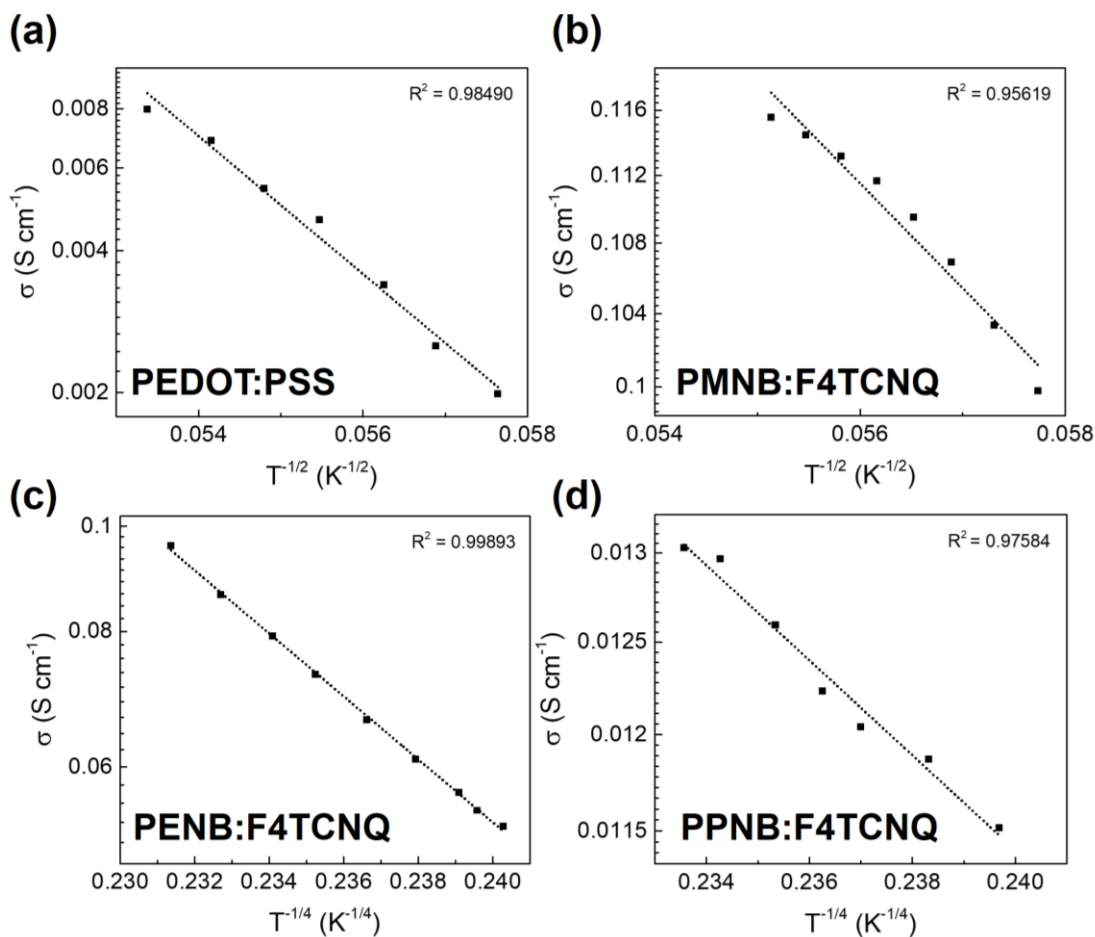 (a)
R² = 0.98490
0.008
0.006
0.004
0.002
σ (S cm⁻¹)
PEDOT:PSS
0.054
0.056
0.058
T⁻¹/² (K⁻¹/²)
(b)
R² = 0.95619
0.116
0.112
0.108
0.104
0.1
σ (S cm⁻¹)
PMNB:F4TCNQ
0.054
0.056
0.058
T⁻¹/² (K⁻¹/²)
(c)
R² = 0.99893
0.1
0.08
0.06
σ (S cm⁻¹)
PENB:F4TCNQ
0.230
0.232
0.234
0.236
0.238
0.240
T⁻¹/⁴ (K⁻¹/⁴)
(d)
R² = 0.97584
0.013
0.0125
0.012
0.0115
σ (S cm⁻¹)
PPNB:F4TCNQ
0.234
0.236
0.238
0.240
T⁻¹/⁴ (K⁻¹/⁴)